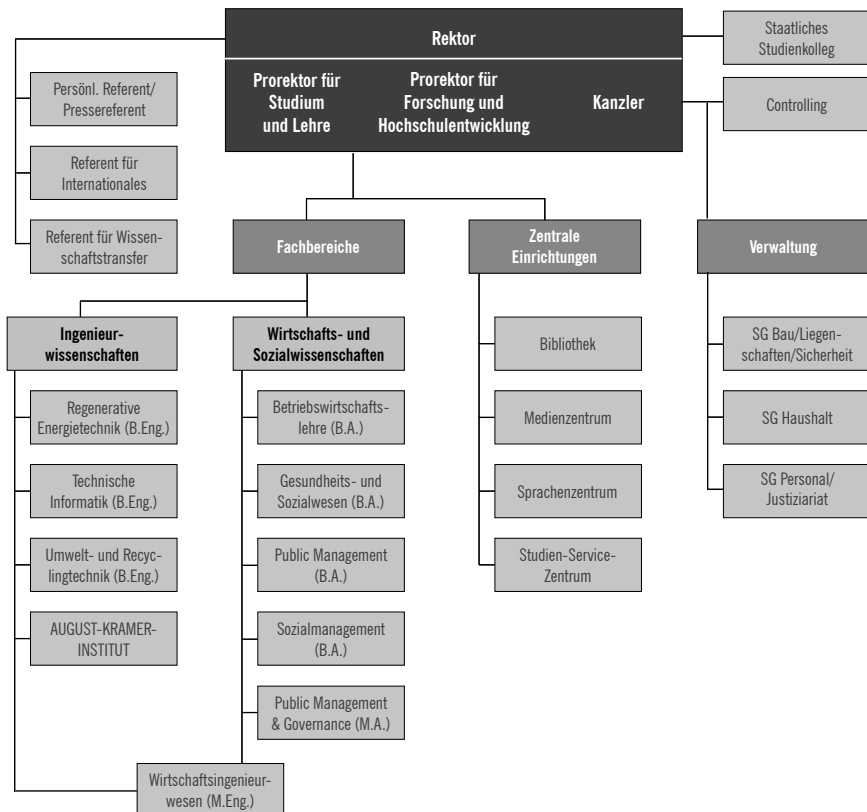 Rektor
Prorektor für
Studium
und Lehre
Prorektor für
Forschung und
Hochschulentwicklung
Kanzler
Staatliches
Studienkolleg
Controlling
Persönl. Referent/
Pressereferent
Referent für
Internationales
Referent für Wissen-
schaftstransfer
Fachbereiche
Zentrale
Einrichtungen
Verwaltung
Ingenieur-
wissenschaften
Regenerative
Energietechnik (B.Eng.)
Technische
Informatik (B.Eng.)
Umwelt- und Recyc-
lingtechnik (B.Eng.)
AUGUST-KRAMER-
INSTITUT
Wirtschafts- und
Sozialwissenschaften
Betriebswirtschafts-
lehre (B.A.)
Gesundheits- und
Sozialwesen (B.A.)
Public Management
(B.A.)
Sozialmanagement
(B.A.)
Public Management
& Governance (M.A.)
Wirtschaftsingenieur-
wesen (M.Eng.)
Bibliothek
Medienzentrum
Sprachenzentrum
Studien-Service-
Zentrum
SG Bau/Liegen-
schaften/Sicherheit
SG Haushalt
SG Personal/
Justiziariat